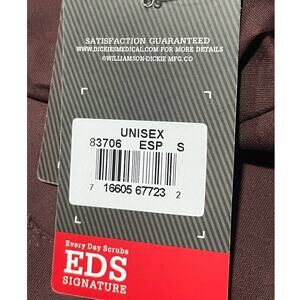 SATISFACTION GUARANTEED
WWW.DICKIESMEDICAL.COM FOR MORE DETAILS
©WILLIAMSON-DICKIE MFG.CO
UNISEX
83706 ESP S
7 16605 67723 2
Every Day Scrubs
EDS
SIGNATURE